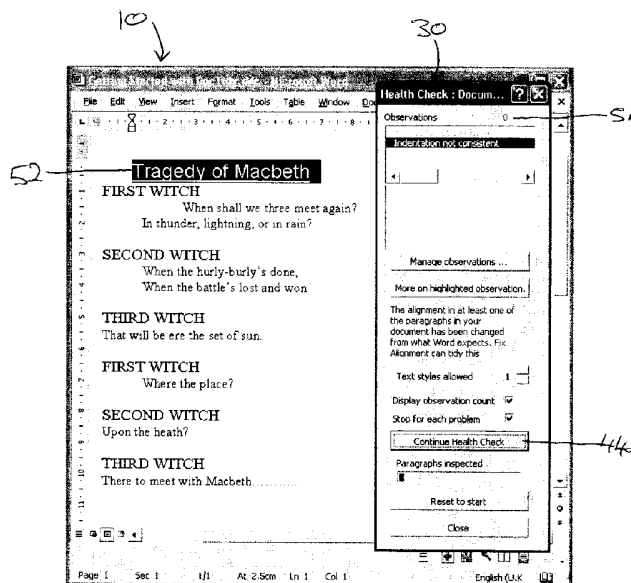 10
30
Microsoft Word
File Edit View Insert Format Tools Table Window
Health Check : Docum... ? X
Observations 0
52
Tragedy of Macbeth
FIRST WITCH
When shall we three meet again?
In thunder, lightning, or in rain?
SECOND WITCH
When the hurly-burly's done,
When the battle's lost and won
THIRD WITCH
That will be ere the set of sun.
FIRST WITCH
Where the place?
SECOND WITCH
Upon the heath?
THIRD WITCH
There to meet with Macbeth............
Indentation not consistent
Manage observations ...
More on highlighted observation.
The alignment in at least one of
the paragraphs in your
document has been changed
from what Word expects. Fix
Alignment can tidy this
Text styles allowed 1
Display observation count
Stop for each problem
Continue Health Check
Paragraphs inspected
Reset to start
Close
Page 1 Sec 1 1/1 At 2.5cm Ln 1 Col 1 English (U.K